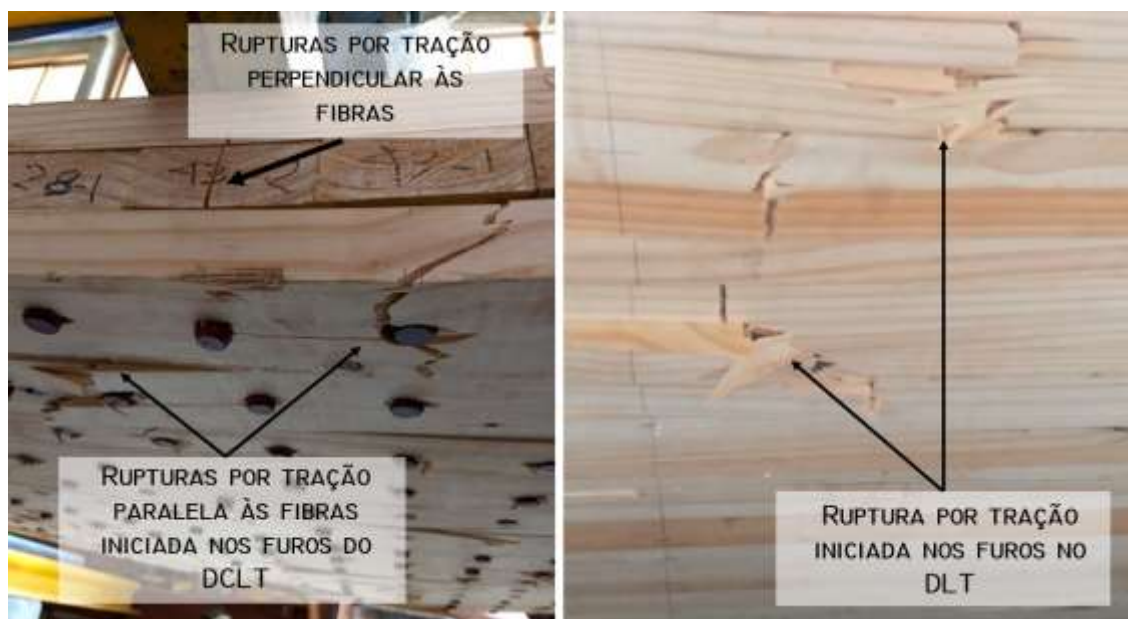 RUPTURAS POR TRAÇÃO
PERPENDICULAR ÀS
FIBRAS
RUPTURAS POR TRAÇÃO
PARALELA ÀS FIBRAS
INICIADA NOS FUROS DO
DCLT
RUPTURA POR TRAÇÃO
INICIADA NOS FUROS NO
DLT